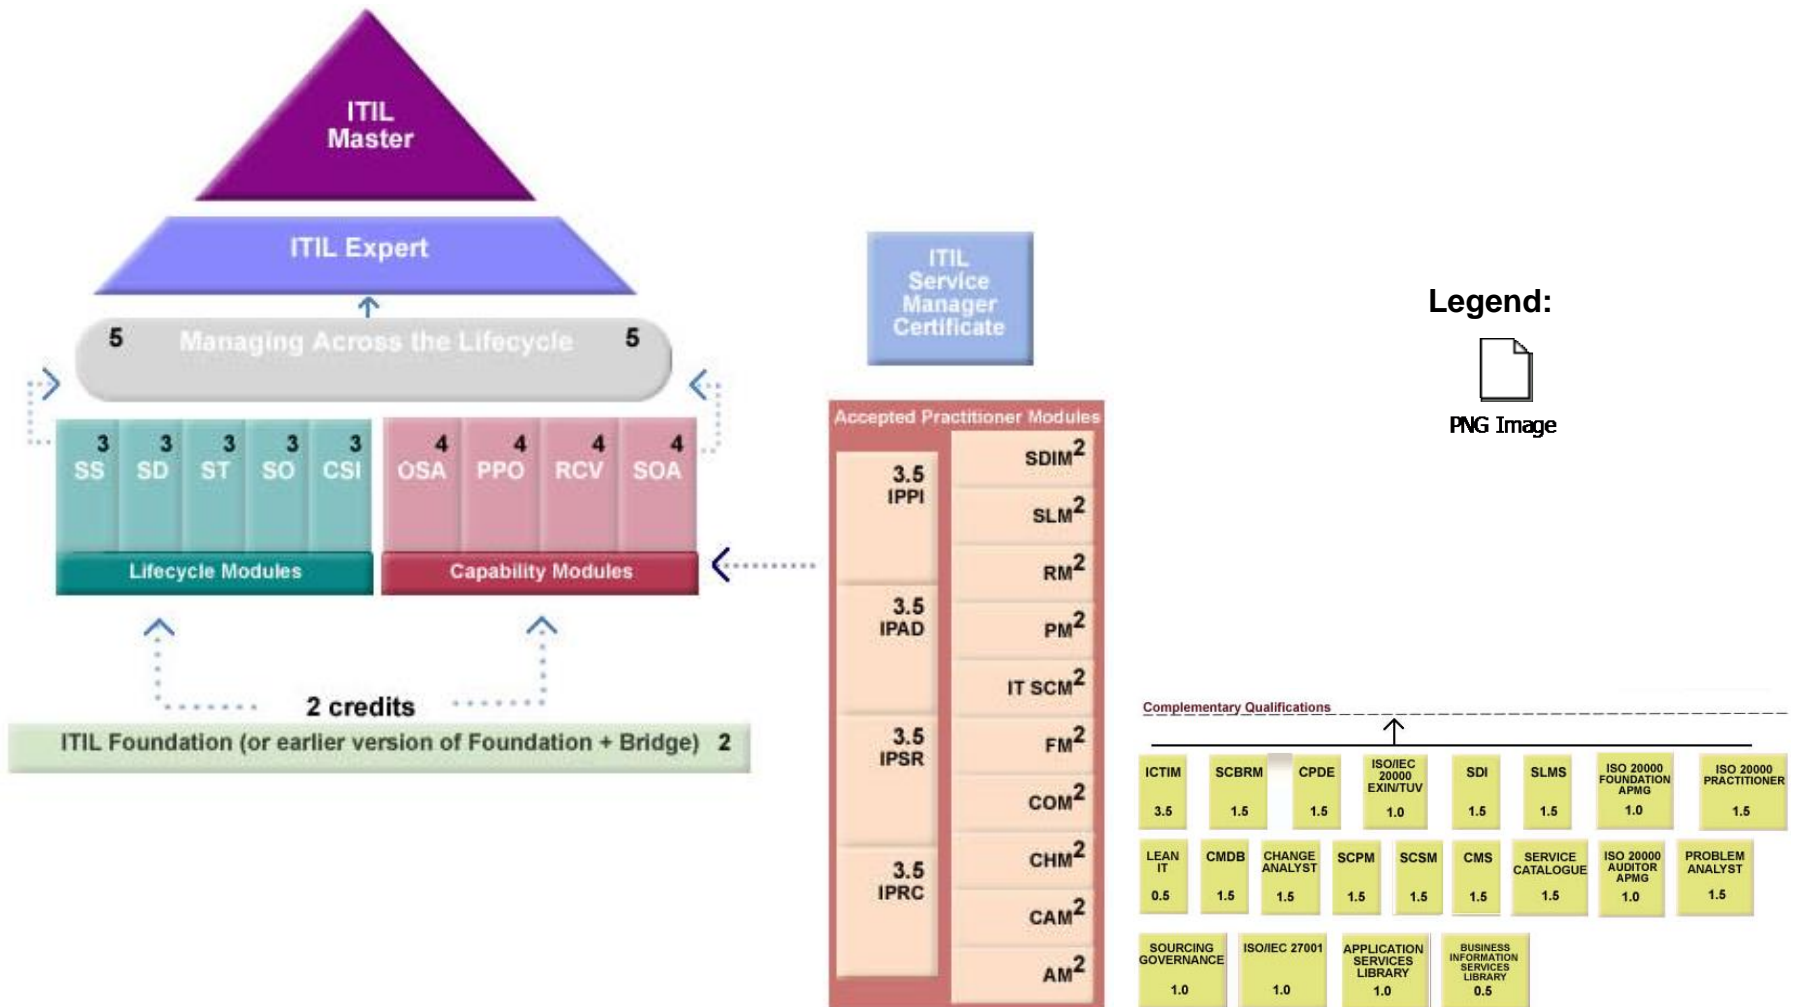 ITIL
Master
ITIL Expert
5 Managing Across the Lifecycle 5
3 3 3 3 3
SS SD ST SO CSI
4 4 4 4
OSA PPO RCV SOA
Lifecycle Modules
Capability Modules
2 credits
ITIL Foundation (or earlier version of Foundation + Bridge) 2
ITIL
Service
Manager
Certificate
Accepted Practitioner Modules
3.5
IPPI
3.5
IPAD
3.5
IPSR
3.5
IPRC
SDIM2
SLM2
RM2
PM2
IT SCM2
FM2
COM2
CHM2
CAM2
AM2
Legend:
PNG Image
Complementary Qualifications
ICTIM
3.5
SCBRM
1.5
CPDE
1.5
ISO/IEC
20000
EXIN/TUV
1.0
SDI
1.5
SLMS
1.5
ISO 20000
FOUNDATION
APMG
1.0
ISO 20000
PRACTITIONER
1.5
LEAN
IT
0.5
CMDB
1.5
CHANGE
ANALYST
1.5
SCPM
1.5
SCSM
1.5
CMS
1.5
SERVICE
CATALOGUE
1.5
ISO 20000
AUDITOR
APMG
1.0
PROBLEM
ANALYST
1.5
SOURCING
GOVERNANCE
1.0
ISO/IEC 27001
1.0
APPLICATION
SERVICES
LIBRARY
1.0
BUSINESS
INFORMATION
SERVICES
LIBRARY
0.5